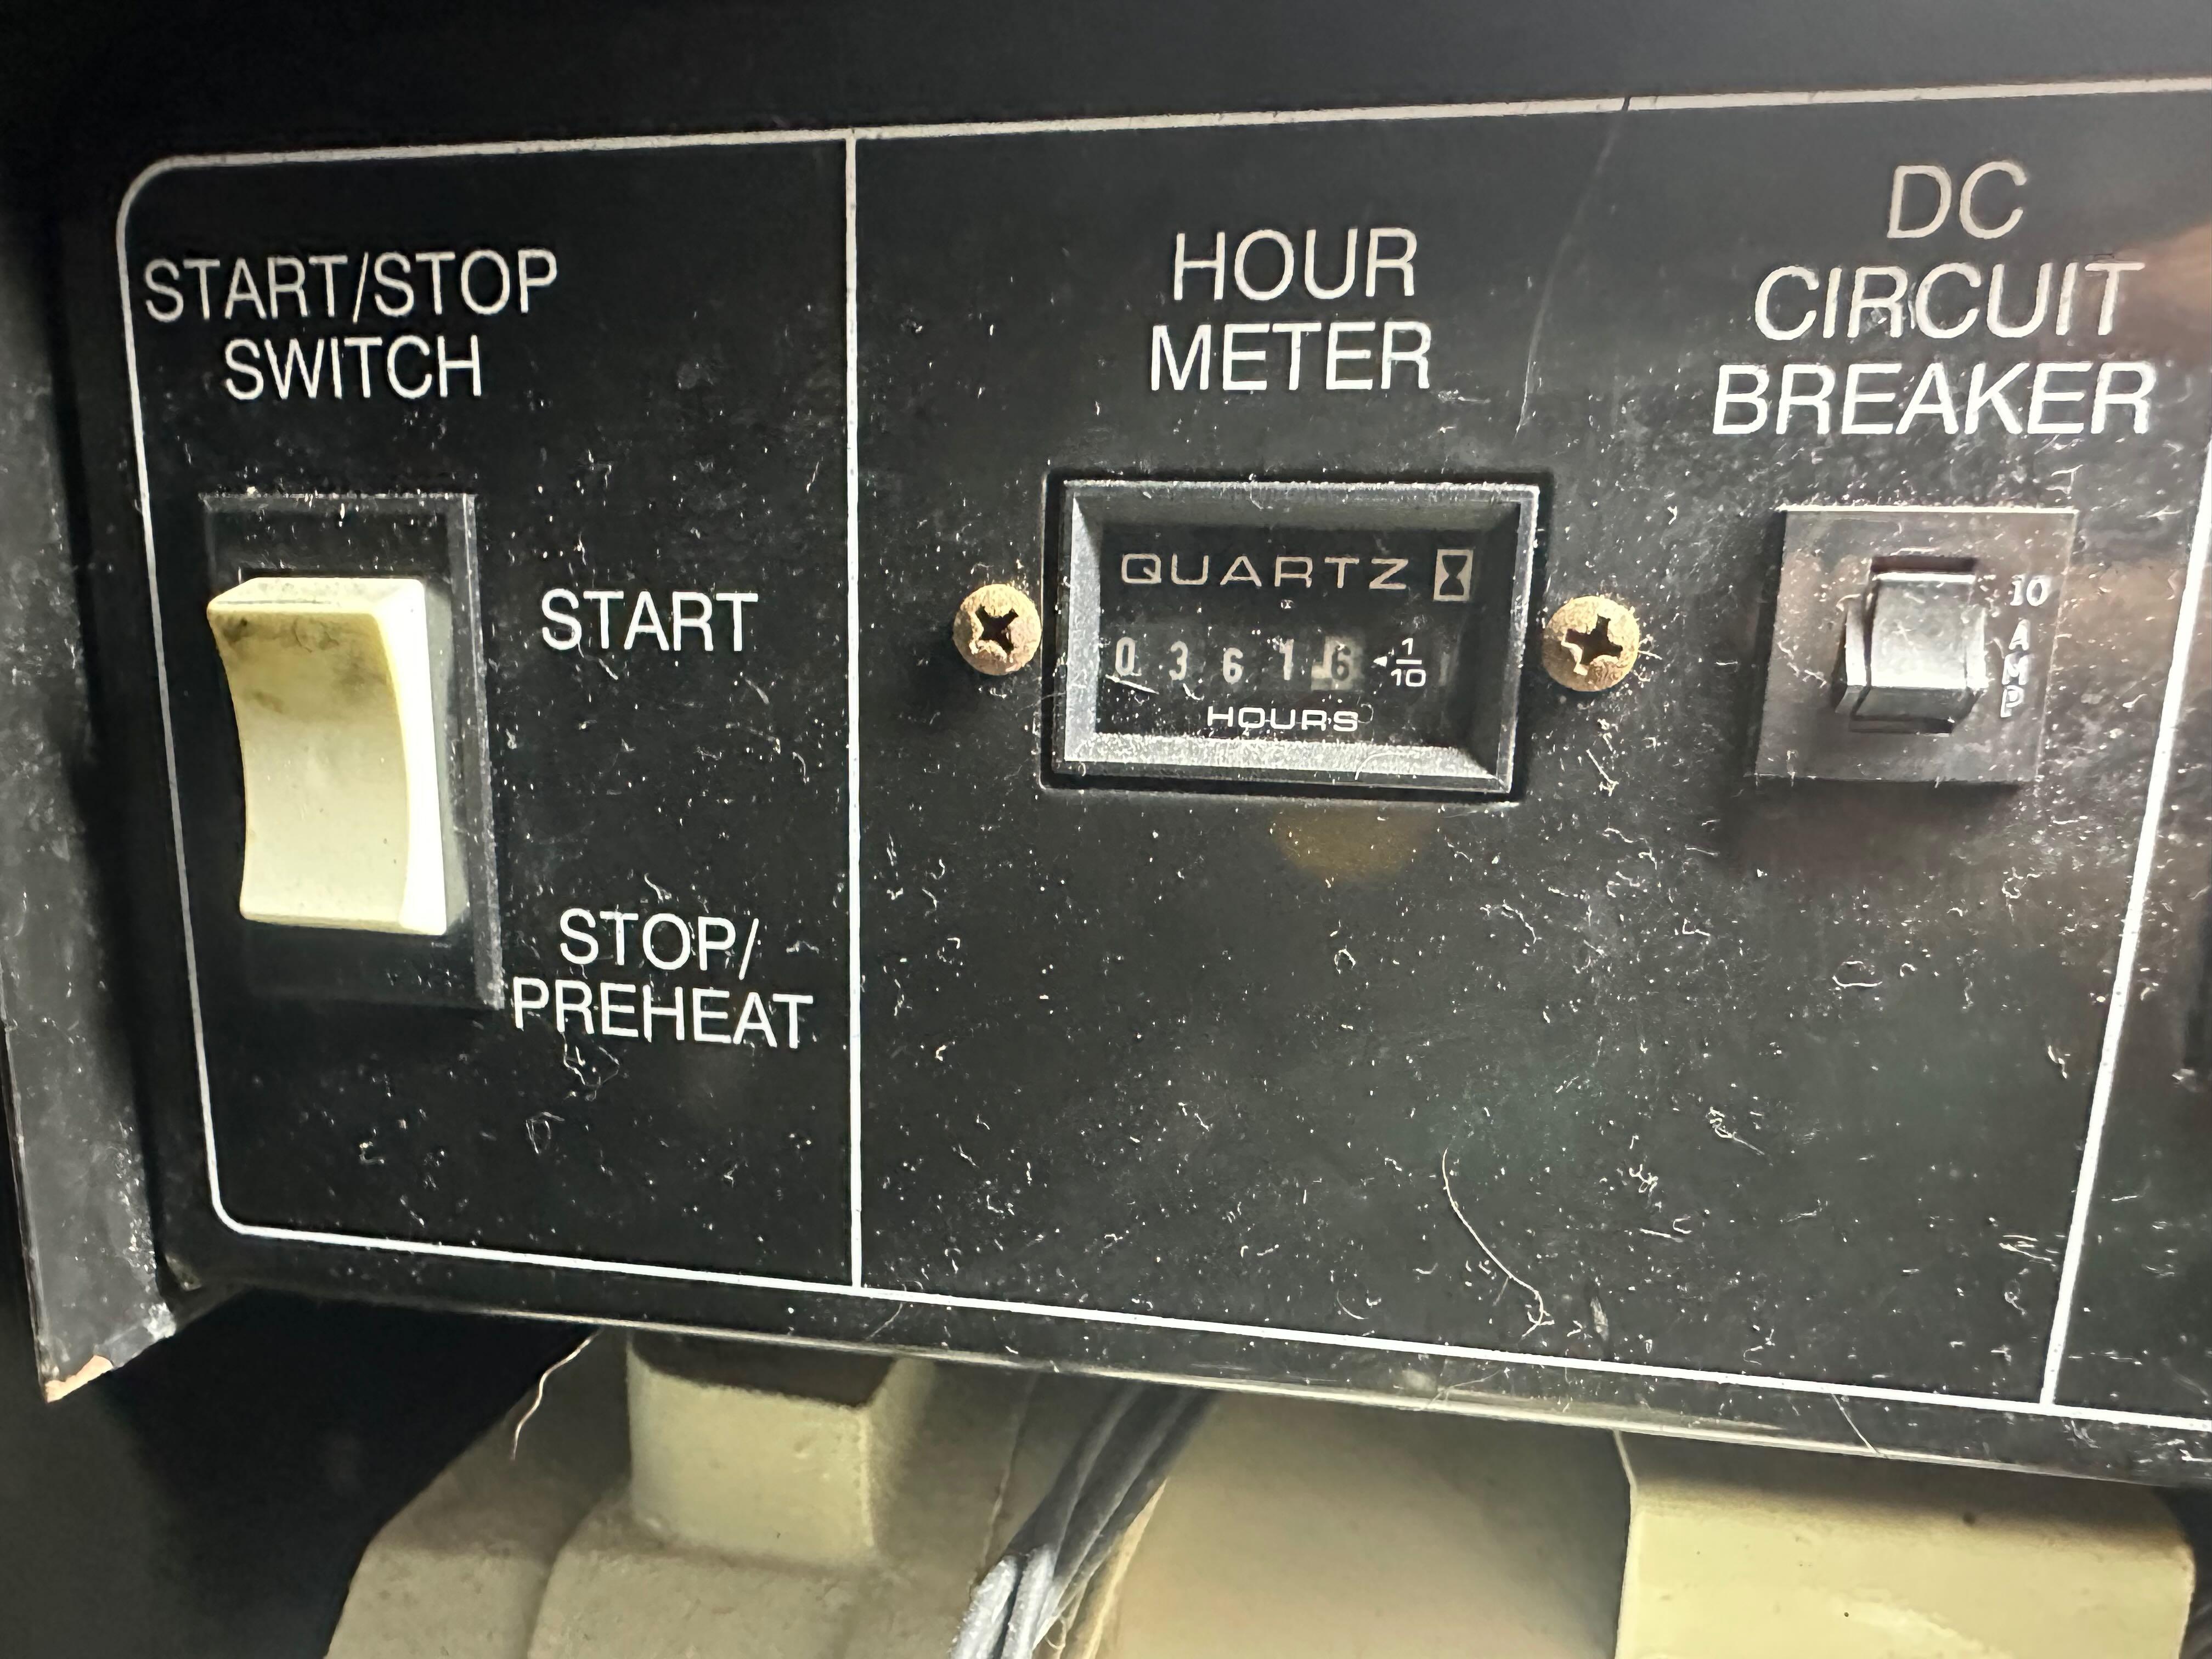 START/STOP
SWITCH
START
STOP/
PREHEAT
HOUR
METER
QUARTZ
0 3 6 1 6 1/10
HOURS
DC
CIRCUIT
BREAKER
10
AMP